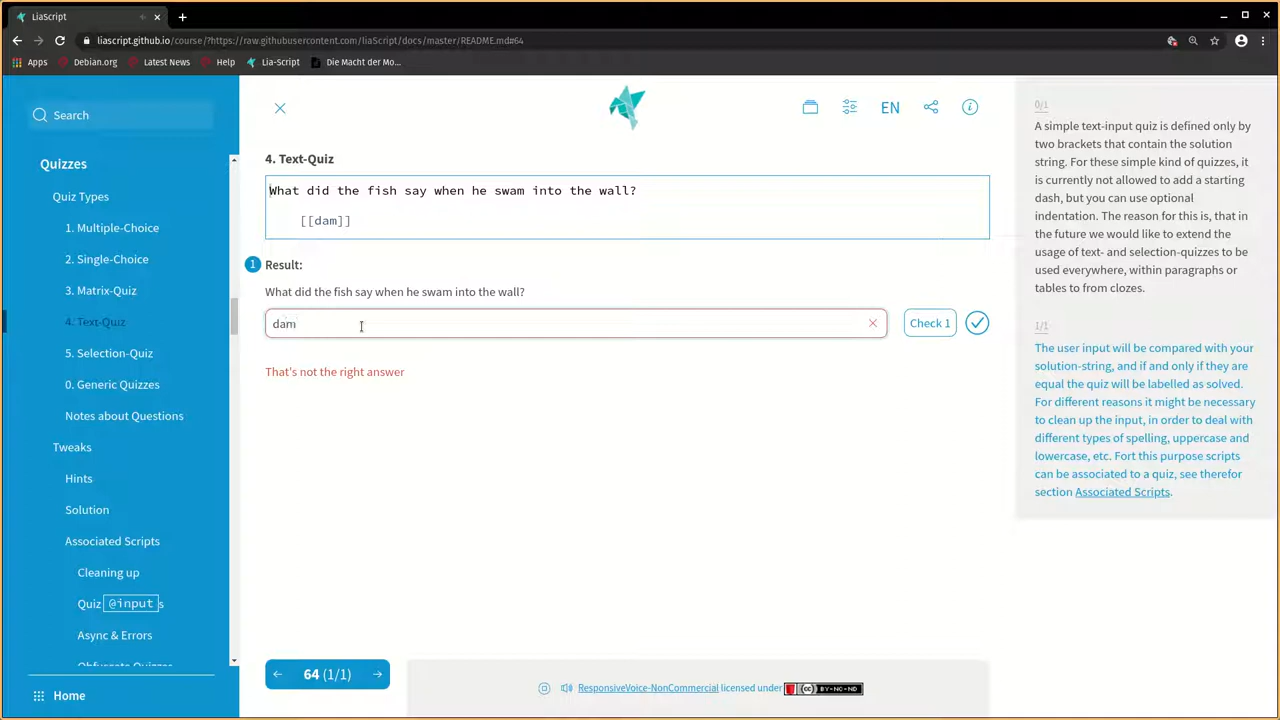 LiaScript
liascript.github.io/course/?https://raw.githubusercontent.com/liaScript/docs/master/README.md#64
Apps
Debian.org
Latest News
Help
Lia-Script
Die Macht der Mo...
Search
Quizzes
Quiz Types
1. Multiple-Choice
2. Single-Choice
3. Matrix-Quiz
4. Text-Quiz
5. Selection-Quiz
0. Generic Quizzes
Notes about Questions
Tweaks
Hints
Solution
Associated Scripts
Cleaning up
Quiz @input s
Async & Errors
Obfuscate Quizzes
Home
EN
4. Text-Quiz
What did the fish say when he swam into the wall?
[[dam]]
1 Result:
What did the fish say when he swam into the wall?
dam
Check 1
That's not the right answer
64 (1/1)
ResponsiveVoice-NonCommercial licensed under
CC BY-NC-ND
0/1
A simple text-input quiz is defined only by
two brackets that contain the solution
string. For these simple kind of quizzes, it
is currently not allowed to add a starting
dash, but you can use optional
indentation. The reason for this is, that in
the future we would like to extend the
usage of text- and selection-quizzes to be
used everywhere, within paragraphs or
tables to from clozes.
1/1
The user input will be compared with your
solution-string, and if and only if they are
equal the quiz will be labelled as solved.
For different reasons it might be necessary
to clean up the input, in order to deal with
different types of spelling, uppercase and
lowercase, etc. Fort this purpose scripts
can be associated to a quiz, see therefor
section Associated Scripts.